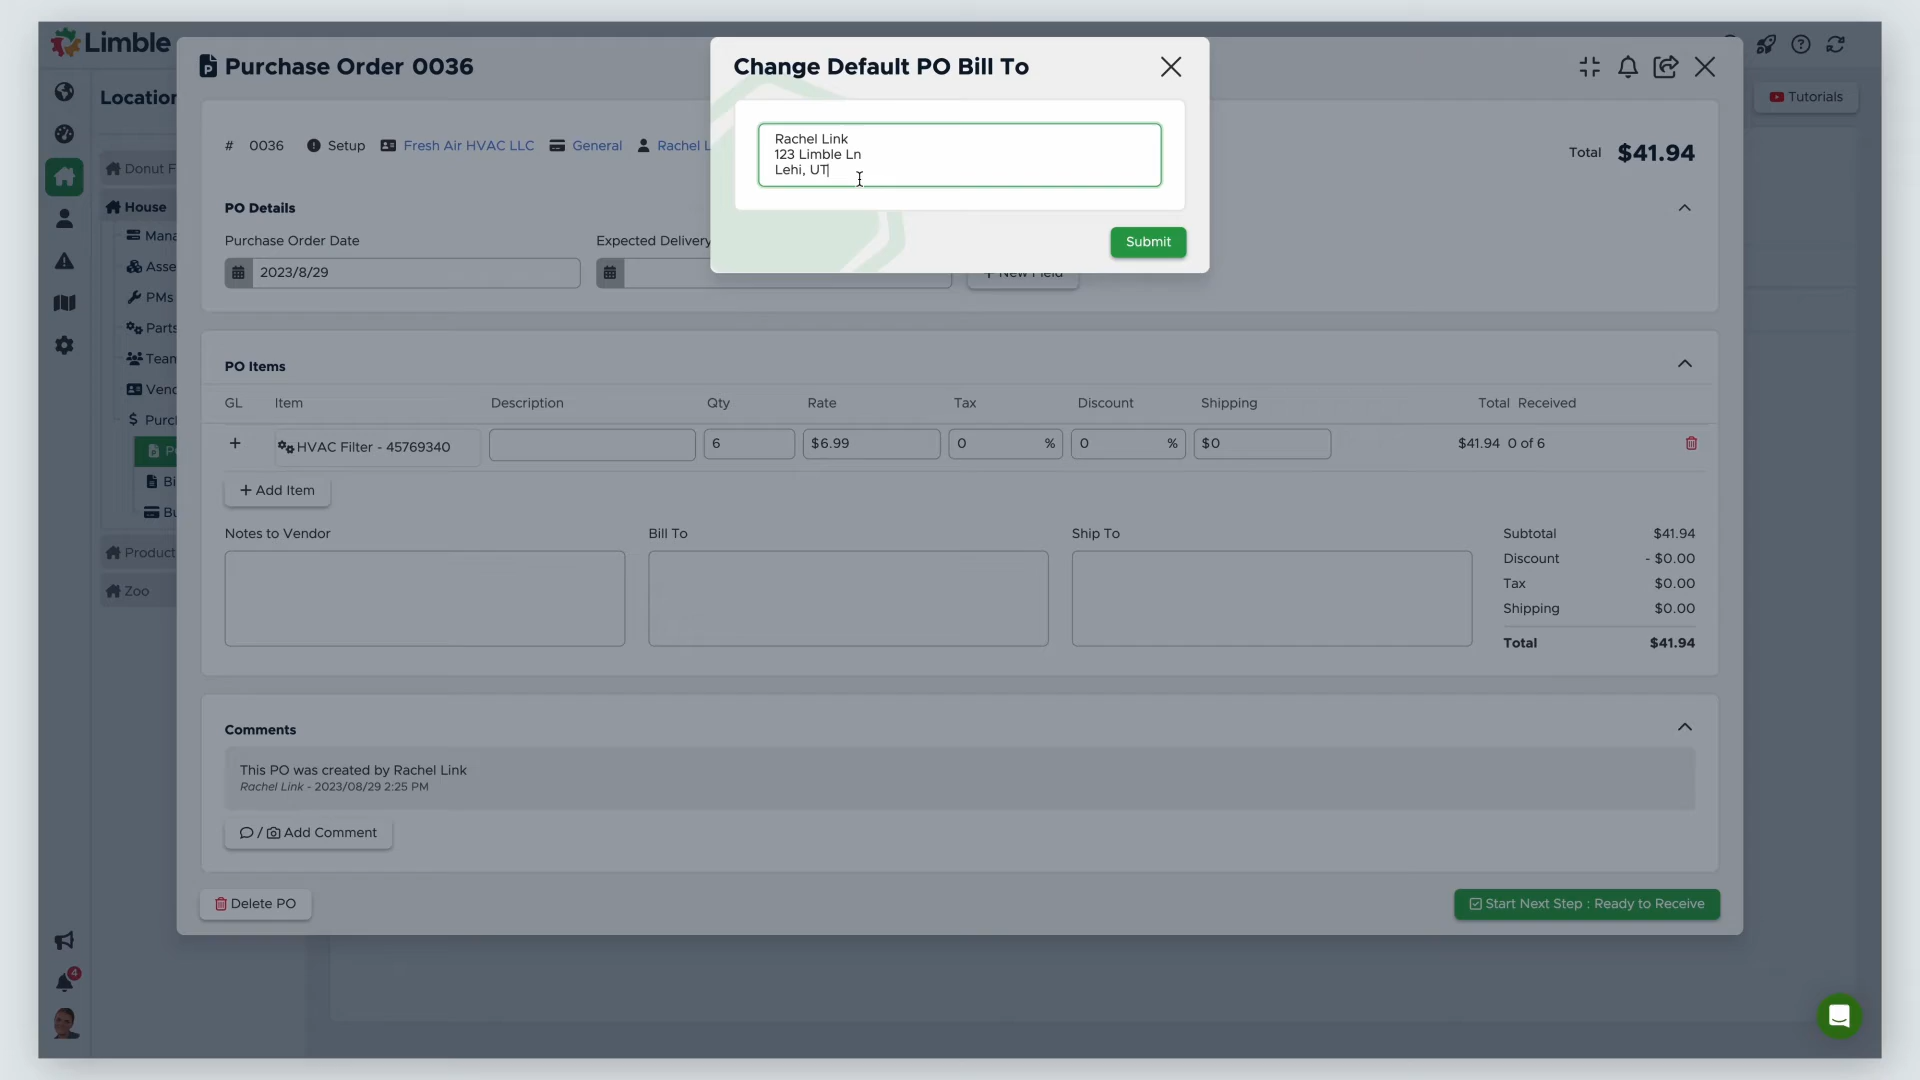 Limble
Purchase Order 0036
Change Default PO Bill To
Tutorials
Location
# 0036 Setup Fresh Air HVAC LLC General Rachel L
Rachel Link
123 Limble Ln
Lehi, UT
Total $41.94
Submit
Donut F
House
Mana
Asse
PMs
Parts
Team
Vend
Purch
P
Bi
Bu
Product
Zoo
4
PO Details
Purchase Order Date
Expected Delivery
2023/8/29
+ New Field
PO Items
GL Item Description Qty Rate Tax Discount Shipping Total Received
+ HVAC Filter - 45769340 6 $6.99 0 % 0 % $0 $41.94 0 of 6
+ Add Item
Notes to Vendor
Bill To
Ship To
Subtotal $41.94
Discount - $0.00
Tax $0.00
Shipping $0.00
Total $41.94
Comments
This PO was created by Rachel Link
Rachel Link - 2023/08/29 2:25 PM
/ Add Comment
Delete PO
Start Next Step : Ready to Receive